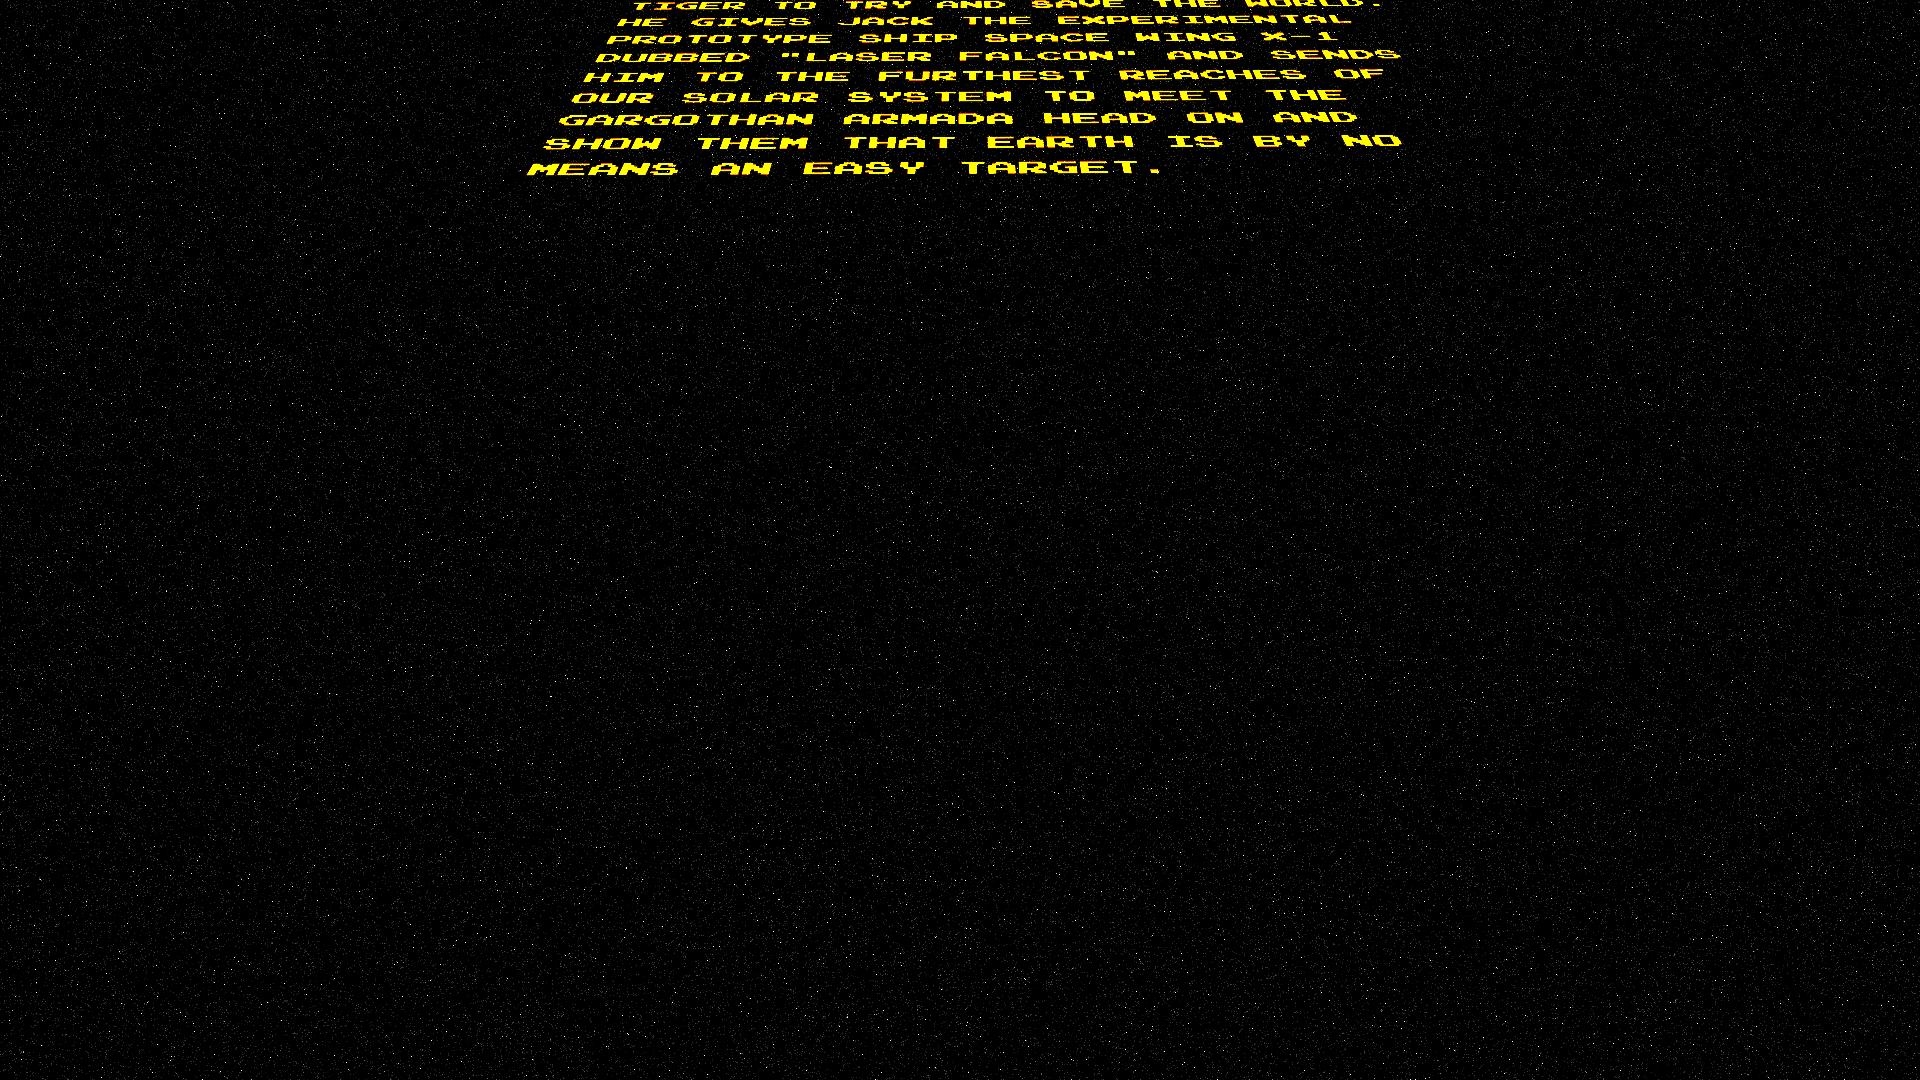 TIGER TO TRY AND SAVE THE WORLD.
HE GIVES JACK THE EXPERIMENTAL
PROTOTYPE SHIP SPACE WING X-1
DUBBED "LASER FALCON" AND SENDS
HIM TO THE FURTHEST REACHES OF
OUR SOLAR SYSTEM TO MEET THE
GARGOTHAN ARMADA HEAD ON AND
SHOW THEM THAT EARTH IS BY NO
MEANS AN EASY TARGET.